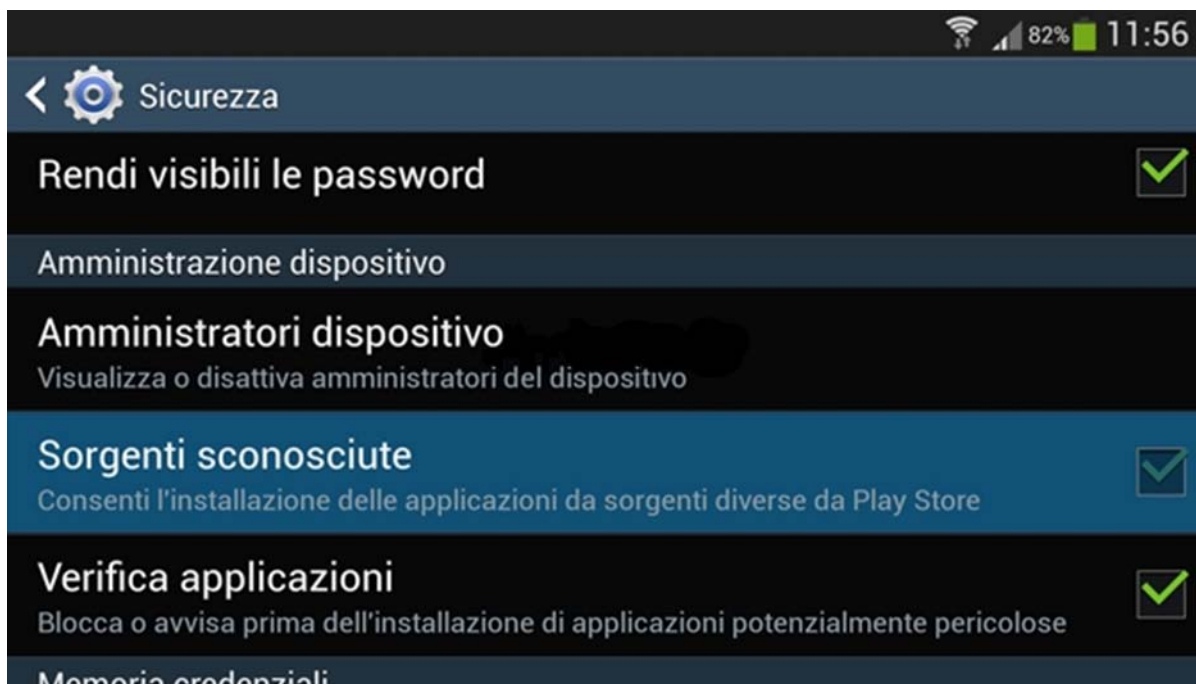 82% 11:56
Sicurezza
Rendi visibili le password
Amministrazione dispositivo
Amministratori dispositivo
Visualizza o disattiva amministratori del dispositivo
Sorgenti sconosciute
Consenti l'installazione delle applicazioni da sorgenti diverse da Play Store
Verifica applicazioni
Blocca o avvisa prima dell'installazione di applicazioni potenzialmente pericolose
Memoria credenziali